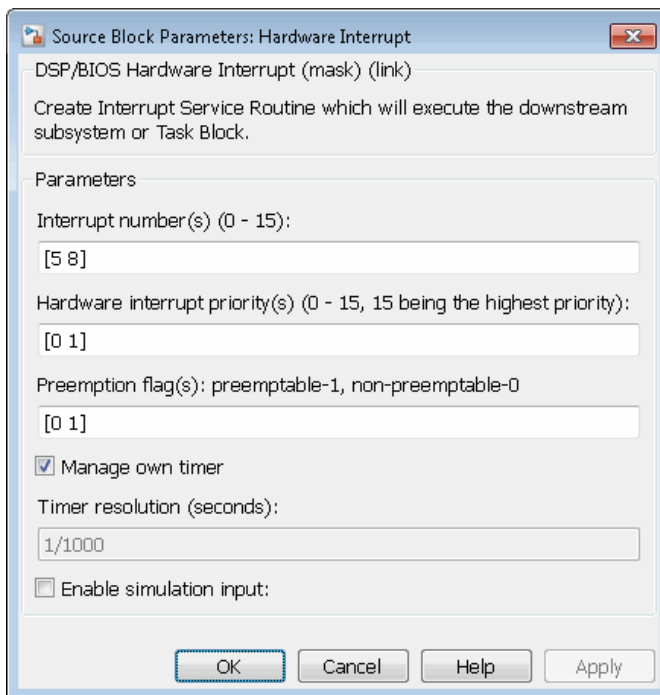 Source Block Parameters: Hardware Interrupt
DSP/BIOS Hardware Interrupt (mask) (link)
Create Interrupt Service Routine which will execute the downstream
subsystem or Task Block.
Parameters
Interrupt number(s) (0 - 15):
[5 8]
Hardware interrupt priority(s) (0 - 15, 15 being the highest priority):
[0 1]
Preemption flag(s): preemptable-1, non-preemptable-0
[0 1]
Manage own timer
Timer resolution (seconds):
1/1000
Enable simulation input:
OK Cancel Help Apply